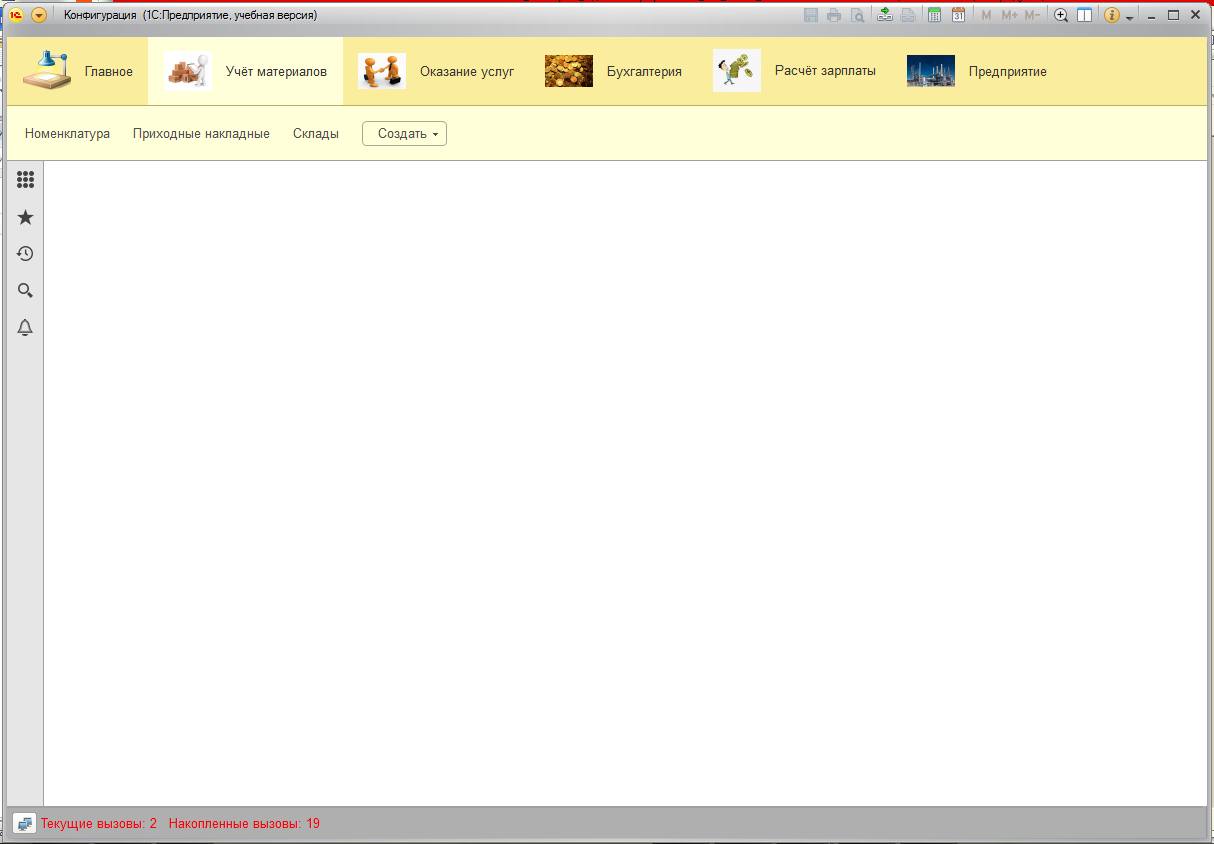 Конфигурация (1С:Предприятие, учебная версия)
31 M M+ M-
Главное Учёт материалов Оказание услуг Бухгалтерия Расчёт зарплаты Предприятие
Номенклатура Приходные накладные Склады Создать
Текущие вызовы: 2 Накопленные вызовы: 19